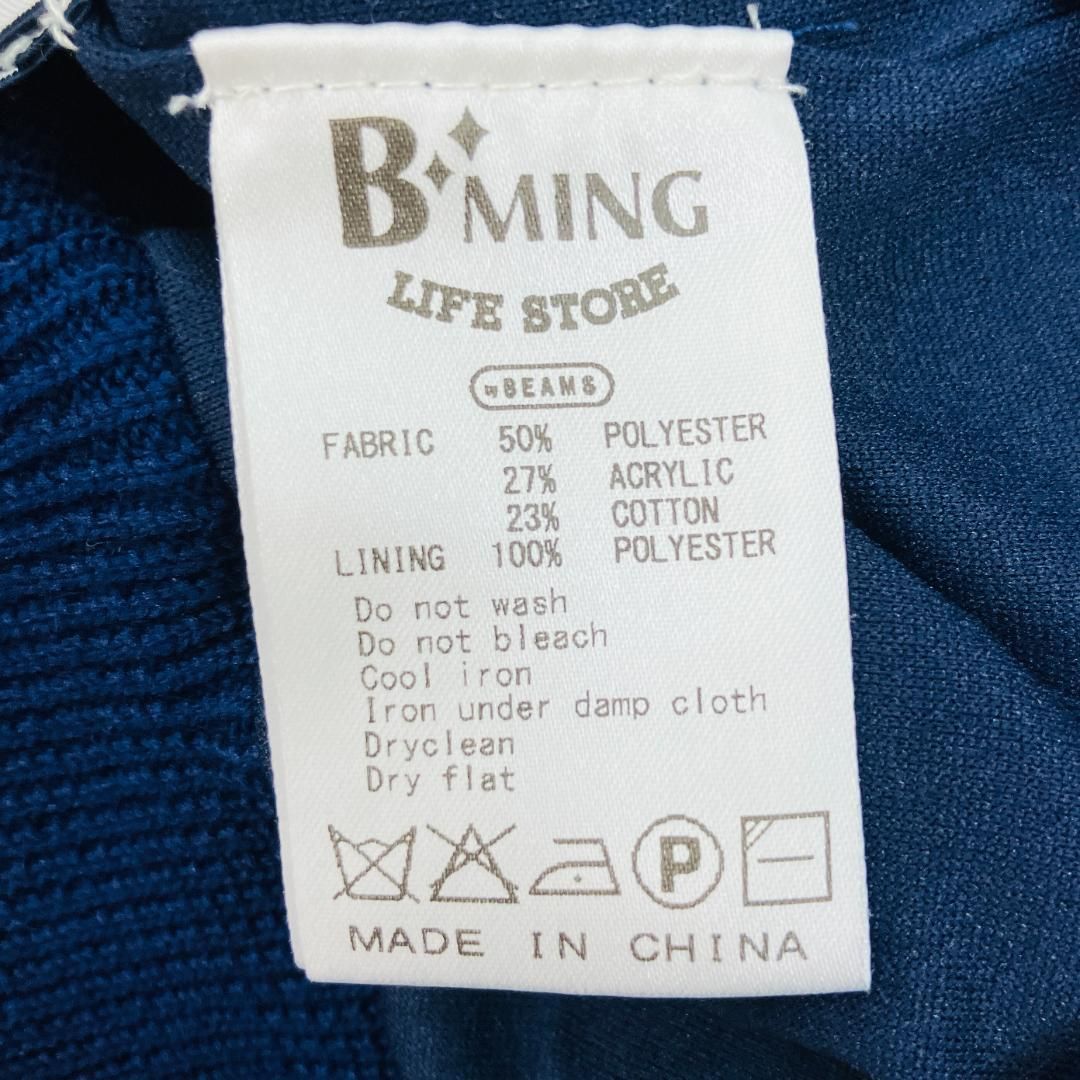 B MING
LIFE STORE
by BEAMS
FABRIC 50% POLYESTER
27% ACRYLIC
23% COTTON
LINING 100% POLYESTER
Do not wash
Do not bleach
Cool iron
Iron under damp cloth
Dryclean
Dry flat
P
MADE IN CHINA